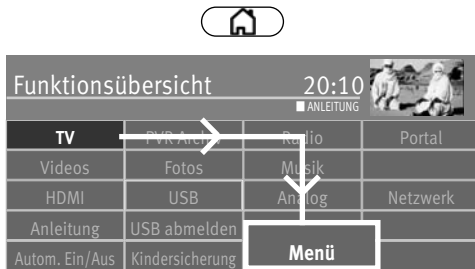 Funktionsübersicht 20:10
ANLEITUNG
TV PVR Archiv Radio Portal
Videos Fotos Musik
HDMI USB Analog Netzwerk
Anleitung USB abmelden
Menü
Autom. Ein/Aus Kindersicherung